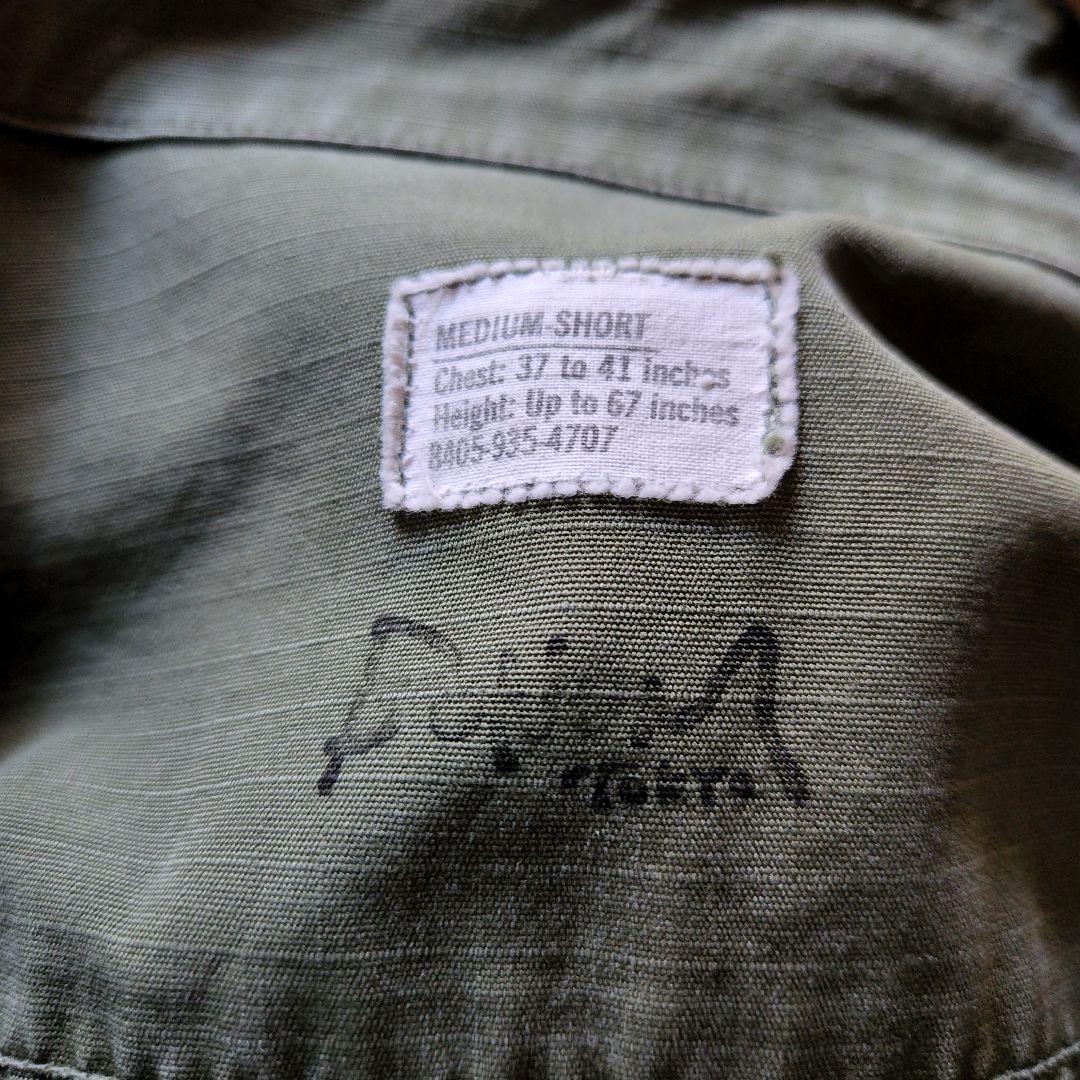 MEDIUM-SHORT
Chest: 37 to 41 inches
Height: Up to 67 inches
8405-935-4707